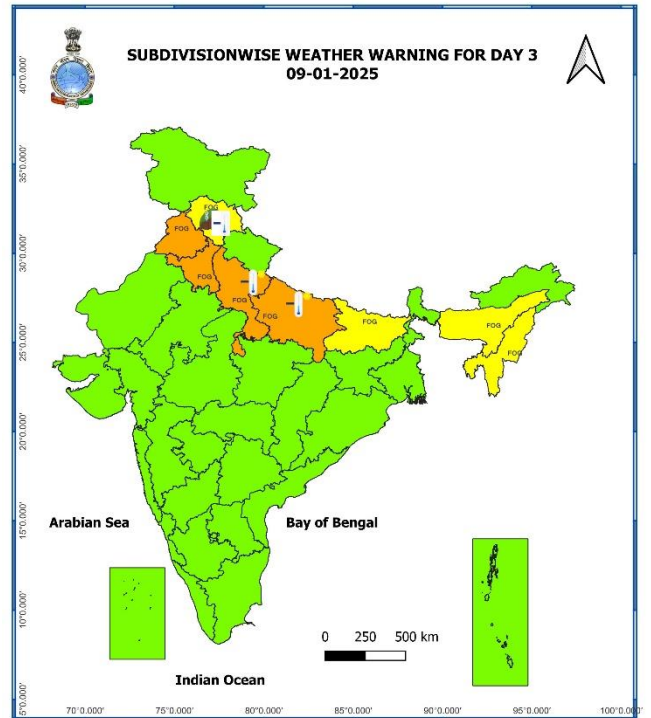 SUBDIVISIONWISE WEATHER WARNING FOR DAY 3
09-01-2025
40°0.000'
35°0.000'
30°0.000'
25°0.000'
20°0.000'
15°0.000'
10°0.000'
5°0.000'
FOG
FOG
FOG
FOG
FOG
FOG
FOG
FOG
Arabian Sea
Bay of Bengal
0 250 500 km
Indian Ocean
70°0.000' 75°0.000' 80°0.000' 85°0.000' 90°0.000' 95°0.000' 100°0.000'